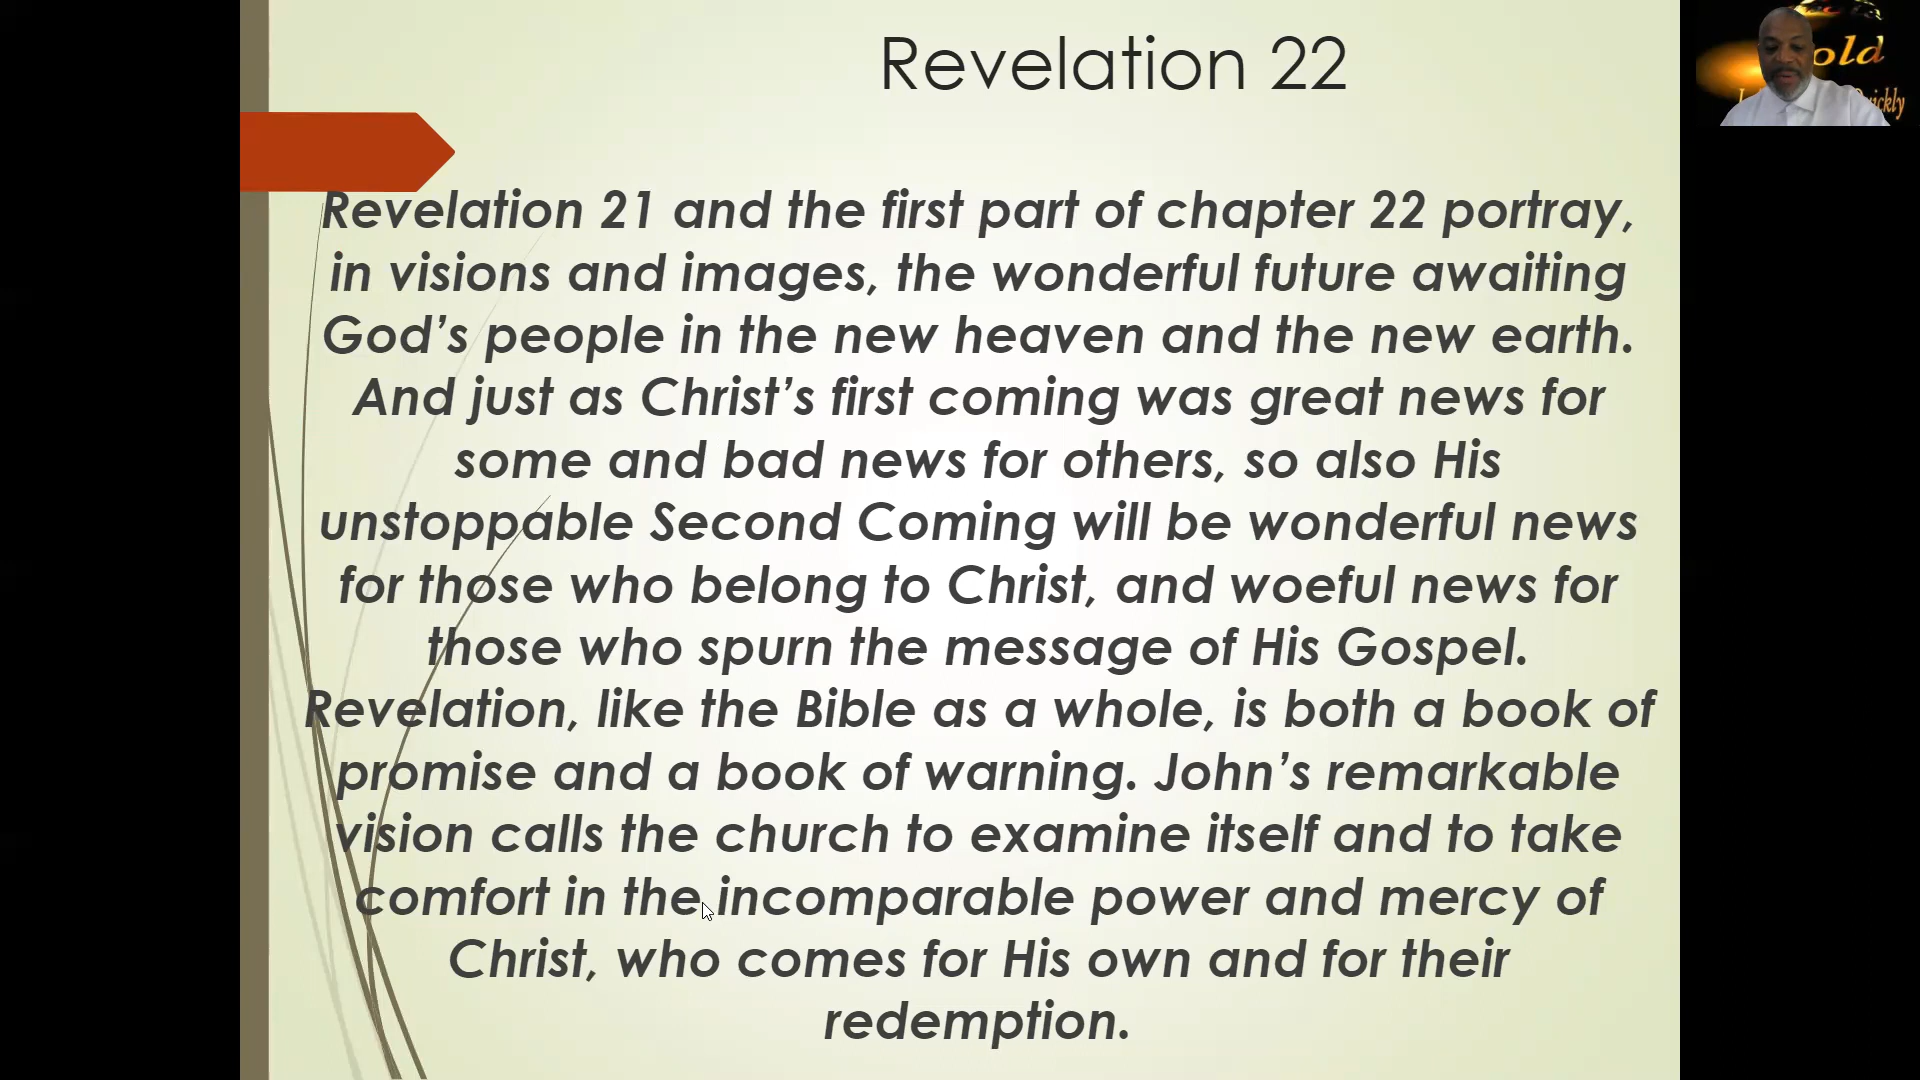 Revelation 22
Revelation 21 and the first part of chapter 22 portray,
in visions and images, the wonderful future awaiting
God’s people in the new heaven and the new earth.
And just as Christ’s first coming was great news for
some and bad news for others, so also His
unstoppable Second Coming will be wonderful news
for those who belong to Christ, and woeful news for
those who spurn the message of His Gospel.
Revelation, like the Bible as a whole, is both a book of
promise and a book of warning. John’s remarkable
vision calls the church to examine itself and to take
comfort in the incomparable power and mercy of
Christ, who comes for His own and for their
redemption.